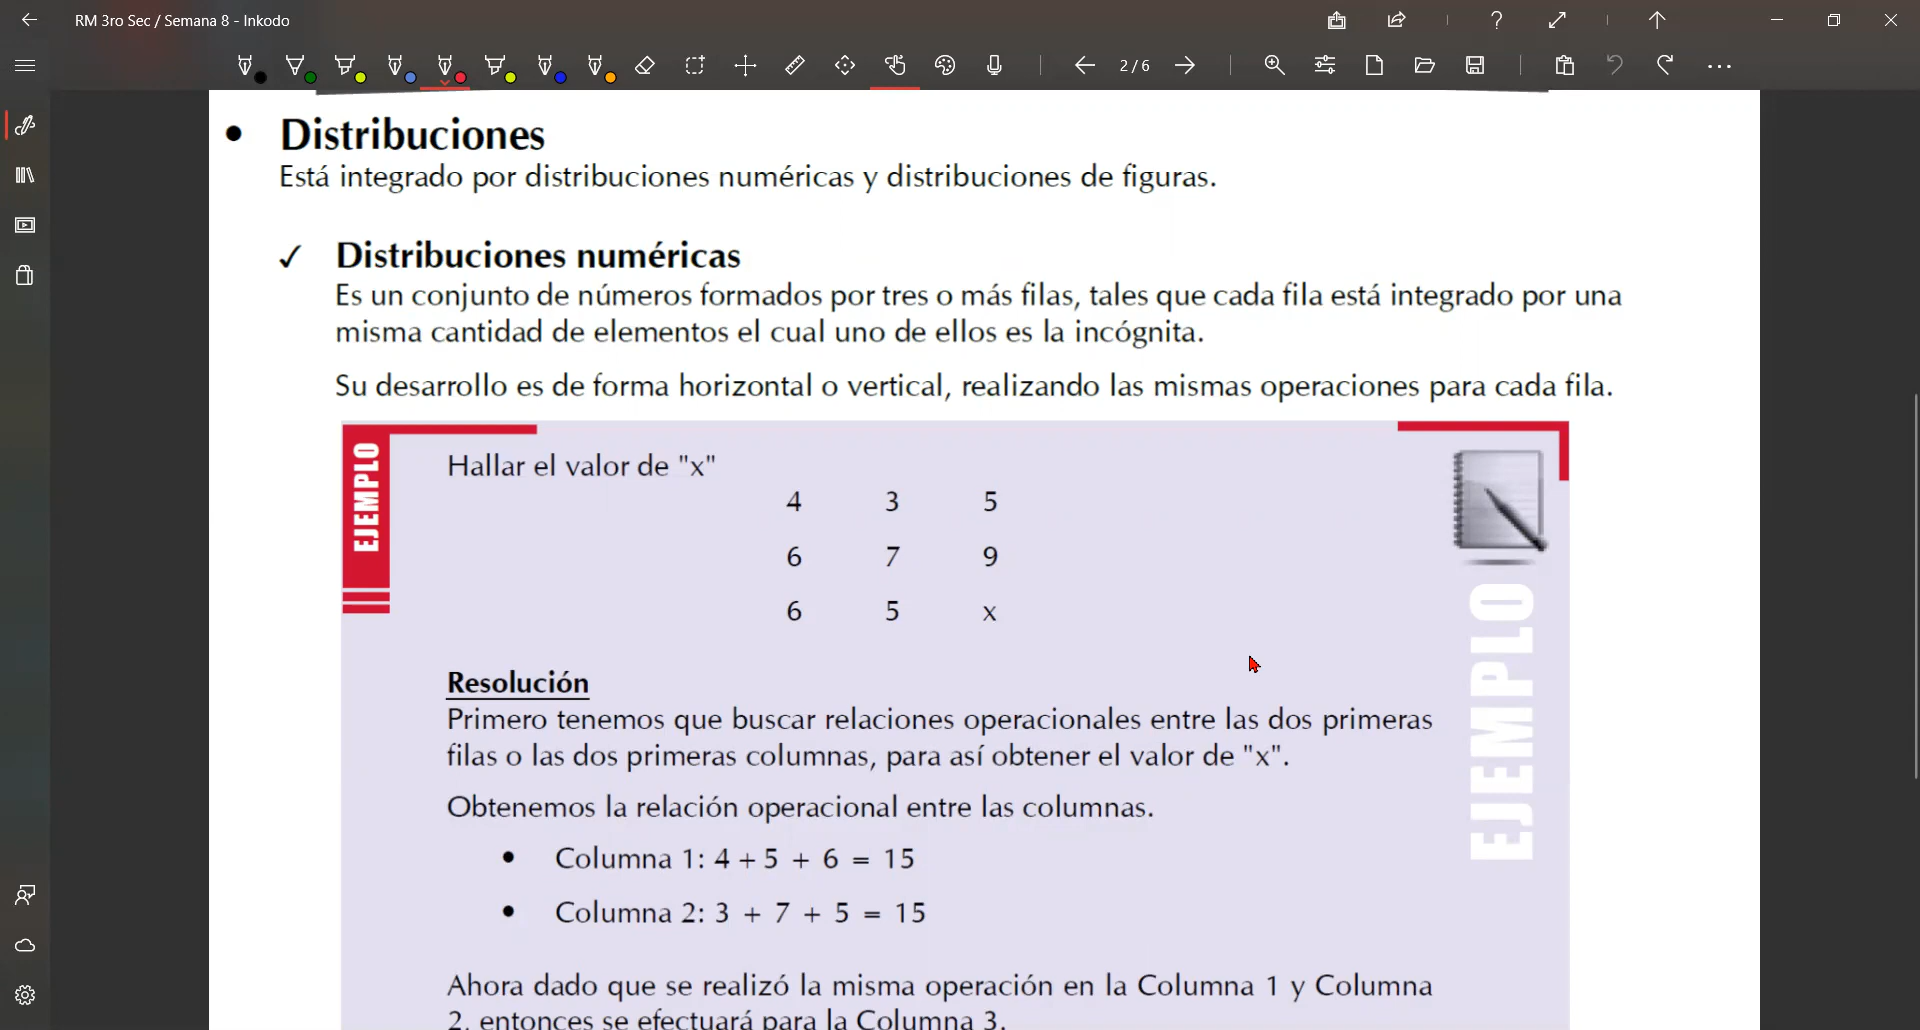 RM 3ro Sec / Semana 8 - Inkodo
2 / 6
• Distribuciones
Está integrado por distribuciones numéricas y distribuciones de figuras.
✓ Distribuciones numéricas
Es un conjunto de números formados por tres o más filas, tales que cada fila está integrado por una
misma cantidad de elementos el cual uno de ellos es la incógnita.
Su desarrollo es de forma horizontal o vertical, realizando las mismas operaciones para cada fila.
EJEMPLO
Hallar el valor de "x"
4 3 5
6 7 9
6 5 x
EJEMPLO
Resolución
Primero tenemos que buscar relaciones operacionales entre las dos primeras
filas o las dos primeras columnas, para así obtener el valor de "x".
Obtenemos la relación operacional entre las columnas.
• Columna 1: 4 + 5 + 6 = 15
• Columna 2: 3 + 7 + 5 = 15
Ahora dado que se realizó la misma operación en la Columna 1 y Columna
2, entonces se efectuará para la Columna 3.